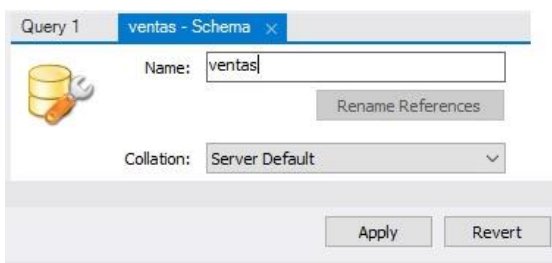 Query 1 ventas - Schema
Name: ventas
Rename References
Collation: Server Default
Apply Revert